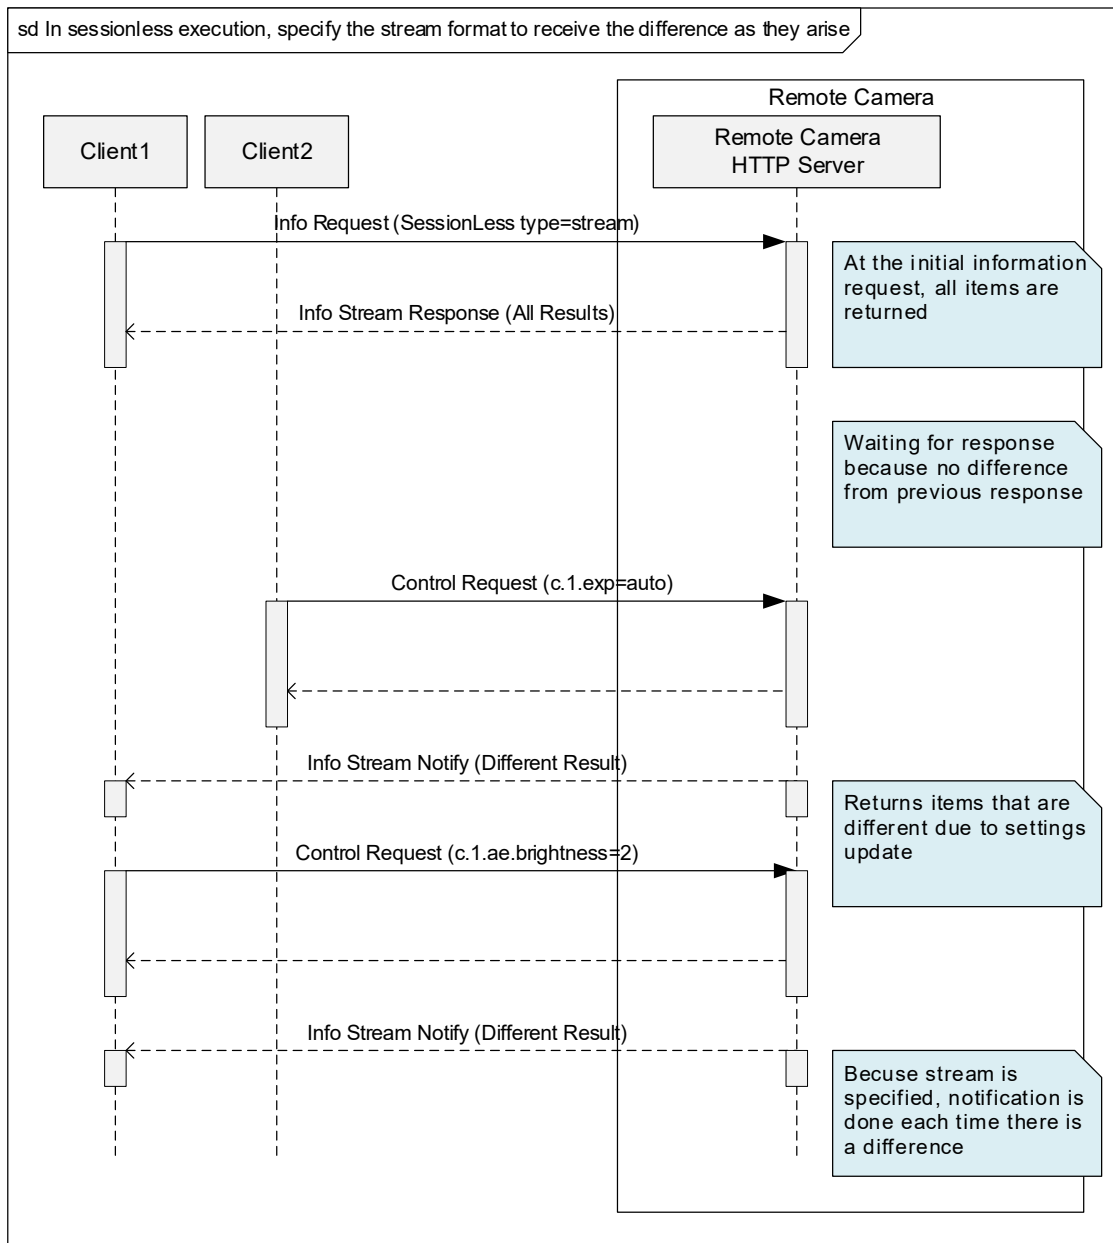 sd In sessionless execution, specify the stream format to receive the difference as they arise
Remote Camera
Client1
Client2
Remote Camera
HTTP Server
Info Request (SessionLess type=stream)
At the initial information
request, all items are
returned
Info Stream Response (All Results)
Waiting for response
because no difference
from previous response
Control Request (c.1.exp=auto)
Info Stream Notify (Different Result)
Returns items that are
different due to settings
update
Control Request (c.1.ae.brightness=2)
Info Stream Notify (Different Result)
Becuse stream is
specified, notification is
done each time there is
a difference